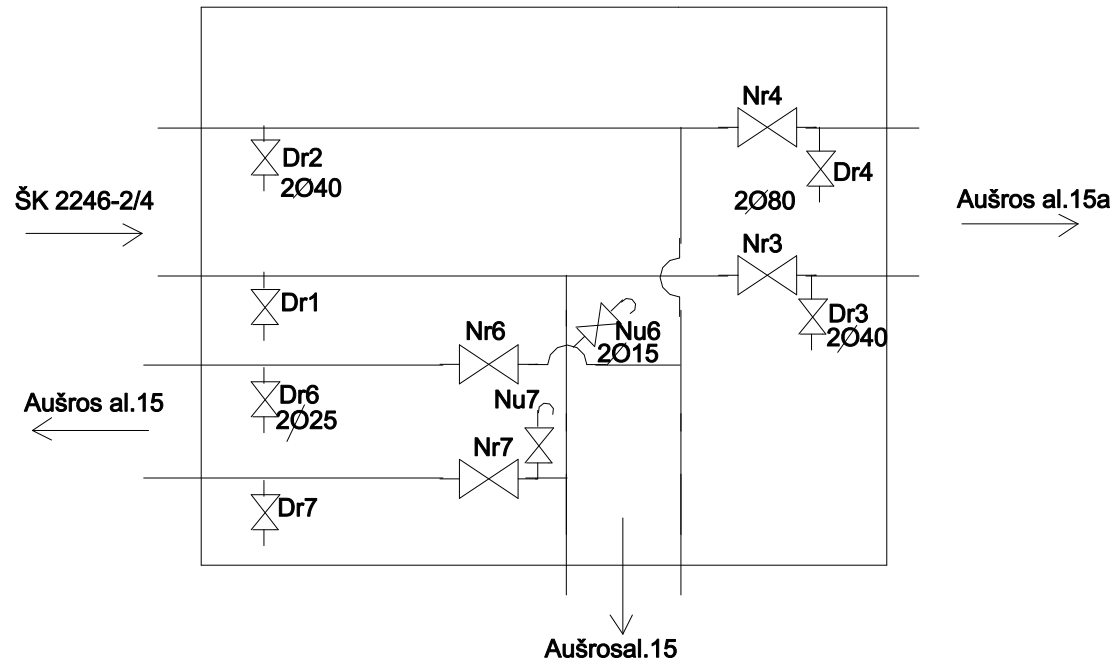 Nr4
Dr2
2Ø40
Dr4
ŠK 2246-2/4
2Ø80
Aušros al.15a
Nr3
Dr1
Dr3
2Ø40
Nr6
Nu6
2Ø15
Aušros al.15
Dr6
2Ø25
Nu7
Nr7
Dr7
Aušrosal.15